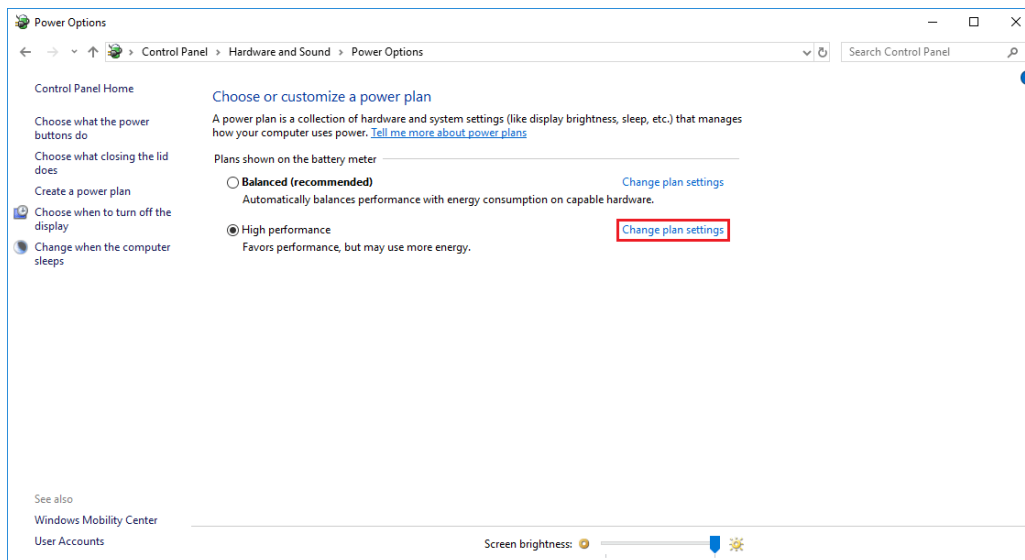 Power Options
Control Panel > Hardware and Sound > Power Options
Search Control Panel
Control Panel Home
Choose what the power
buttons do
Choose what closing the lid
does
Create a power plan
Choose when to turn off the
display
Change when the computer
sleeps
Choose or customize a power plan
A power plan is a collection of hardware and system settings (like display brightness, sleep, etc.) that manages
how your computer uses power. Tell me more about power plans
Plans shown on the battery meter
Balanced (recommended) Change plan settings
Automatically balances performance with energy consumption on capable hardware.
High performance Change plan settings
Favors performance, but may use more energy.
See also
Windows Mobility Center
User Accounts
Screen brightness: